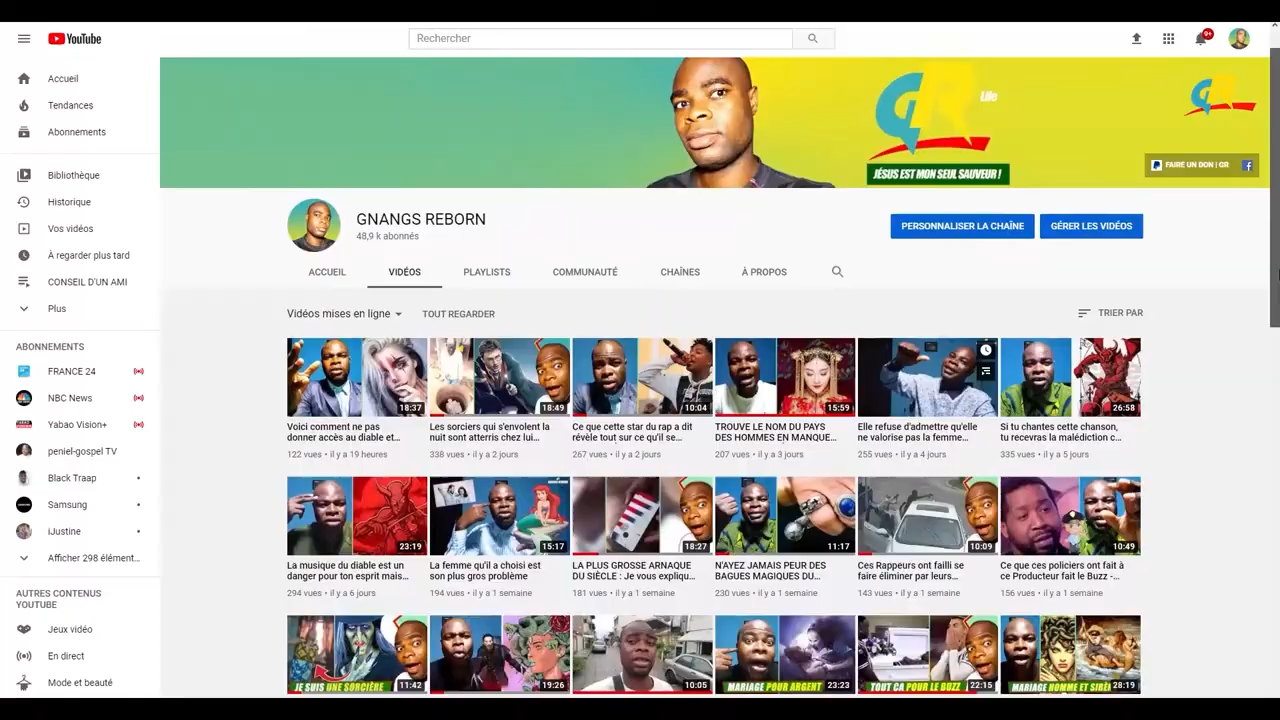 YouTube
Rechercher
9+
Accueil
Tendances
Abonnements
Bibliothèque
Historique
Vos vidéos
À regarder plus tard
CONSEIL D'UN AMI
Plus
ABONNEMENTS
FRANCE 24
NBC News
Yabao Vision+
peniel-gospel TV
Black Traap
Samsung
iJustine
Afficher 298 élément...
AUTRES CONTENUS
YOUTUBE
Jeux vidéo
En direct
Mode et beauté
GR Life
JÉSUS EST MON SEUL SAUVEUR !
GR
FAIRE UN DON | GR
GNANGS REBORN
48,9 k abonnés
PERSONNALISER LA CHAÎNE
GÉRER LES VIDÉOS
ACCUEIL
VIDÉOS
PLAYLISTS
COMMUNAUTÉ
CHAÎNES
À PROPOS
Vidéos mises en ligne
TOUT REGARDER
TRIER PAR
18:37
Voici comment ne pas
donner accès au diable et...
122 vues • il y a 19 heures
18:49
Les sorciers qui s'envolent la
nuit sont atterris chez lui...
338 vues • il y a 2 jours
10:04
Ce que cette star du rap a dit
révèle tout sur ce qu'il se...
267 vues • il y a 2 jours
15:59
TROUVE LE NOM DU PAYS
DES HOMMES EN MANQUE...
207 vues • il y a 3 jours
Elle refuse d'admettre qu'elle
ne valorise pas la femme...
255 vues • il y a 4 jours
26:58
Si tu chantes cette chanson,
tu recevras la malédiction c...
335 vues • il y a 5 jours
23:19
La musique du diable est un
danger pour ton esprit mais...
294 vues • il y a 6 jours
15:17
La femme qu'il a choisi est
son plus gros problème
194 vues • il y a 1 semaine
18:27
LA PLUS GROSSE ARNAQUE
DU SIÈCLE : Je vous expliqu...
181 vues • il y a 1 semaine
11:17
N'AYEZ JAMAIS PEUR DES
BAGUES MAGIQUES DU...
230 vues • il y a 1 semaine
10:09
Ces Rappeurs ont failli se
faire éliminer par leurs...
143 vues • il y a 1 semaine
10:49
Ce que ces policiers ont fait à
ce Producteur fait le Buzz -...
156 vues • il y a 1 semaine
JE SUIS UNE SORCIÈRE
11:42
19:26
10:05
MARIAGE POUR ARGENT
23:23
TOUT ÇA POUR LE BUZZ
22:15
MARIAGE HOMME ET SIRÈ
28:19